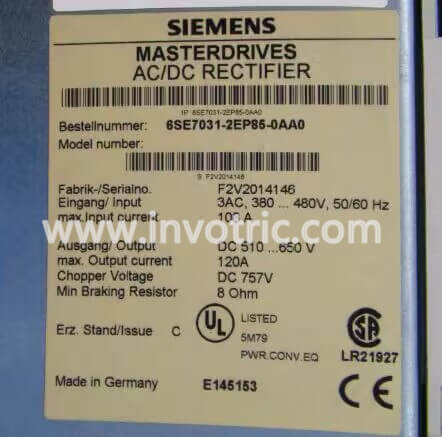 SIEMENS
MASTERDRIVES
AC/DC RECTIFIER
1P 6SE7031-2EP85-0AA0
Bestellnummer: 6SE7031-2EP85-0AA0
Model number:
S F2V2014146
Fabrik-/Serialno. F2V2014146
Eingang/ Input 3AC, 380 ... 480V, 50/60 Hz
max.Input current 100 A
www.invotric.com
Ausgang/ Output DC 510 ...650 V
max. Output current 120A
Chopper Voltage DC 757V
Min Braking Resistor 8 Ohm
Erz. Stand/Issue C
UL
LISTED
5M79
PWR.CONV.EQ
SA
LR21927
Made in Germany E145153
CE